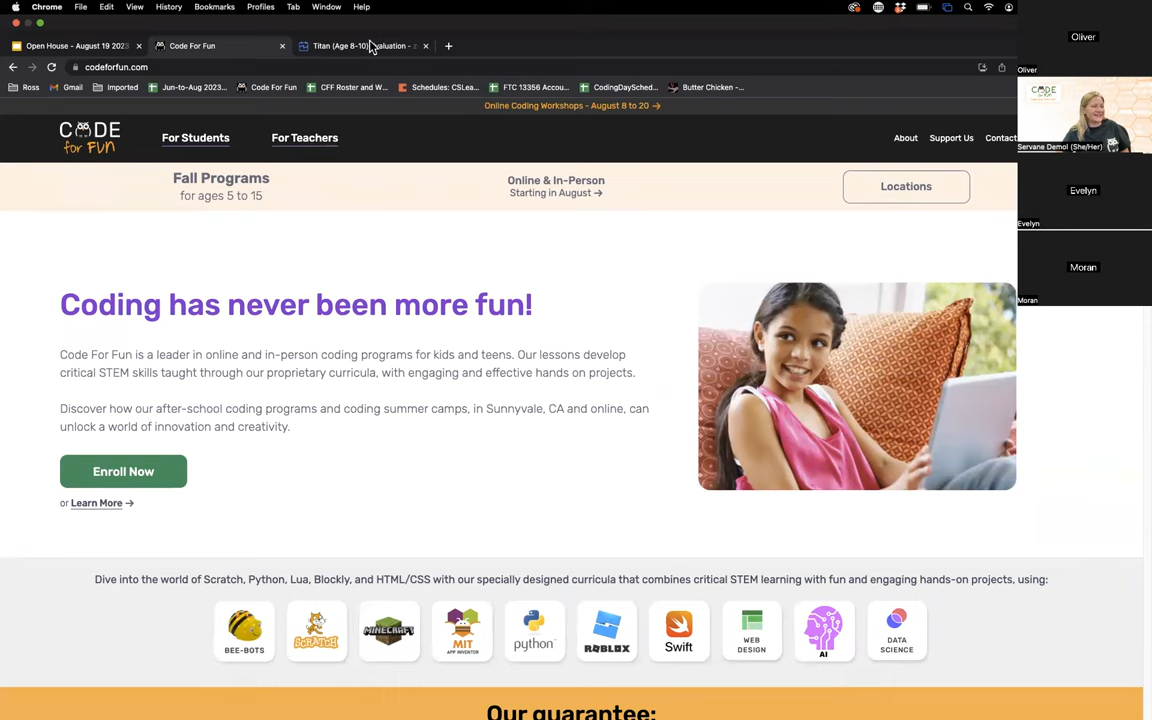 Chrome File Edit View History Bookmarks Profiles Tab Window Help
Open House - August 19 2023
Code For Fun
Titan (Age 8-10) Evaluation - z
codeforfun.com
Ross
Gmail
Imported
Jun-to-Aug 2023...
Code For Fun
CFF Roster and W...
Schedules: CSLea...
FTC 13356 Accou...
CodingDaySched...
Butter Chicken -...
Online Coding Workshops - August 8 to 20 →
CODE
for FUN
For Students
For Teachers
About
Support Us
Contact
Fall Programs
for ages 5 to 15
Online & In-Person
Starting in August →
Locations
Coding has never been more fun!
Code For Fun is a leader in online and in-person coding programs for kids and teens. Our lessons develop
critical STEM skills taught through our proprietary curricula, with engaging and effective hands on projects.
Discover how our after-school coding programs and coding summer camps, in Sunnyvale, CA and online, can
unlock a world of innovation and creativity.
Enroll Now
or Learn More →
Dive into the world of Scratch, Python, Lua, Blockly, and HTML/CSS with our specially designed curricula that combines critical STEM learning with fun and engaging hands-on projects, using:
BEE-BOTS
SCRATCH
MINECRAFT
MIT
APP INVENTOR
python
ROBLOX
Swift
WEB
DESIGN
AI
DATA
SCIENCE
Our guarantee:
Oliver
Oliver
CODE
for FUN
Servane Demol (She/Her)
Evelyn
Evelyn
Moran
Moran